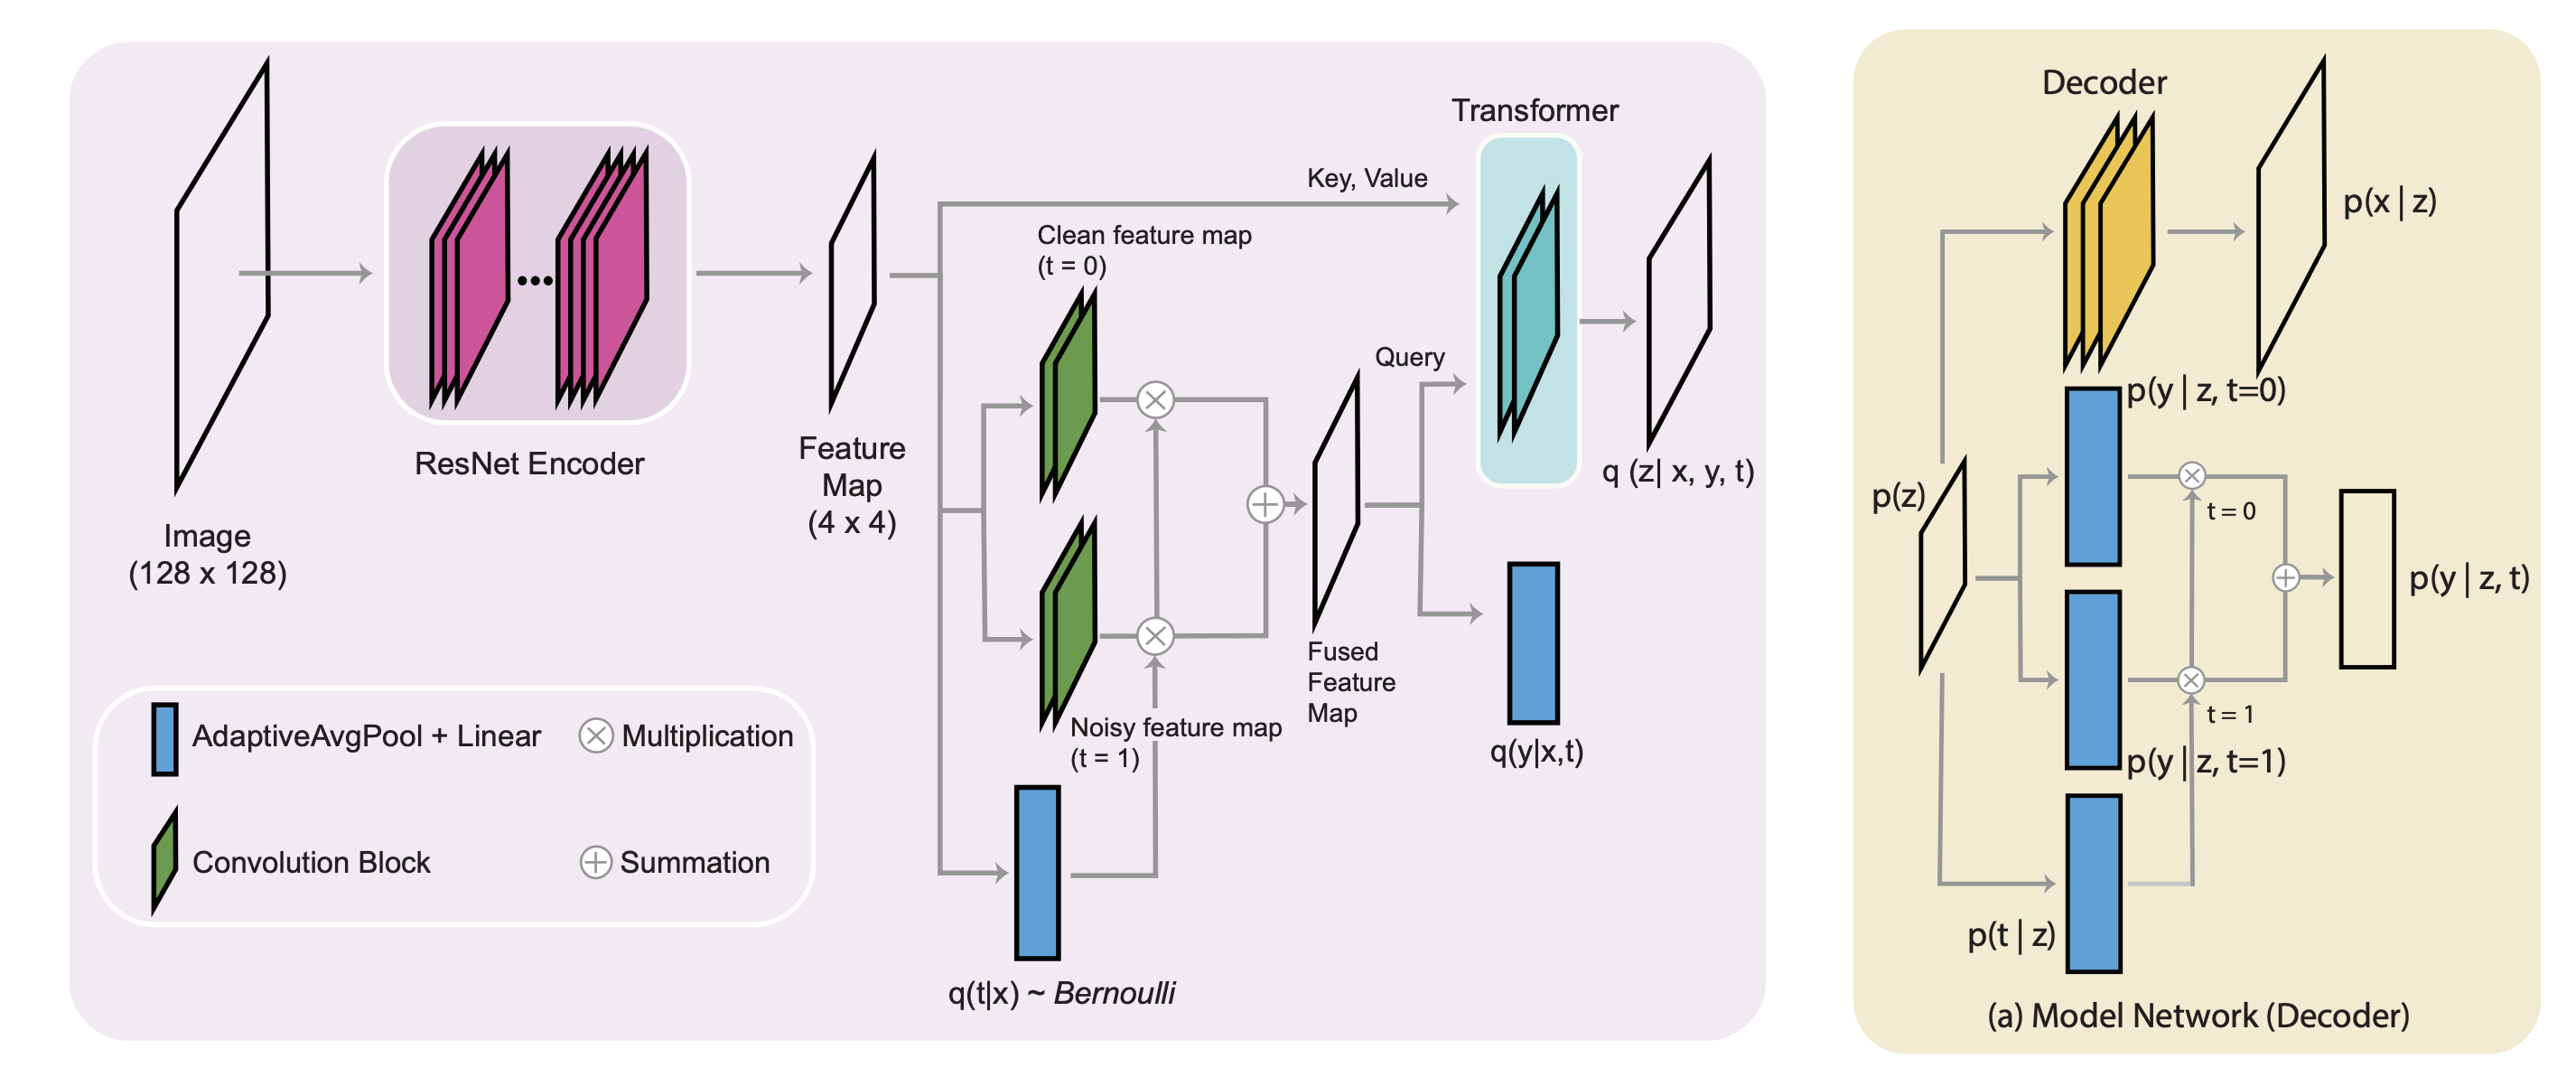 Image
(128 x 128)
ResNet Encoder
Feature
Map
(4 x 4)
Key, Value
Clean feature map
(t = 0)
Noisy feature map
(t = 1)
q(t|x) ~ Bernoulli
Fused
Feature
Map
Query
Transformer
q (z| x, y, t)
q(y|x,t)
AdaptiveAvgPool + Linear
Multiplication
Convolution Block
Summation
Decoder
p(x | z)
p(z)
p(y | z, t=0)
t = 0
p(y | z, t)
t = 1
p(y | z, t=1)
p(t | z)
(a) Model Network (Decoder)